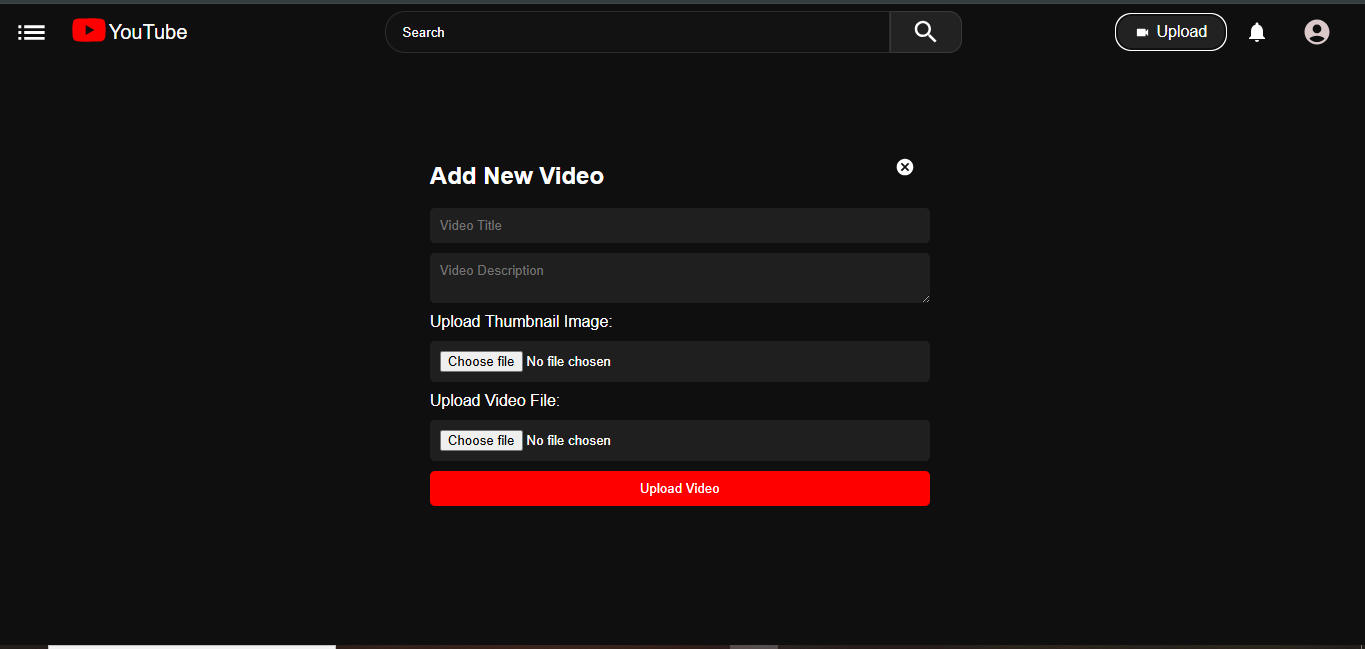 YouTube
Search
Upload
Add New Video
Video Title
Video Description
Upload Thumbnail Image:
Choose file No file chosen
Upload Video File:
Choose file No file chosen
Upload Video